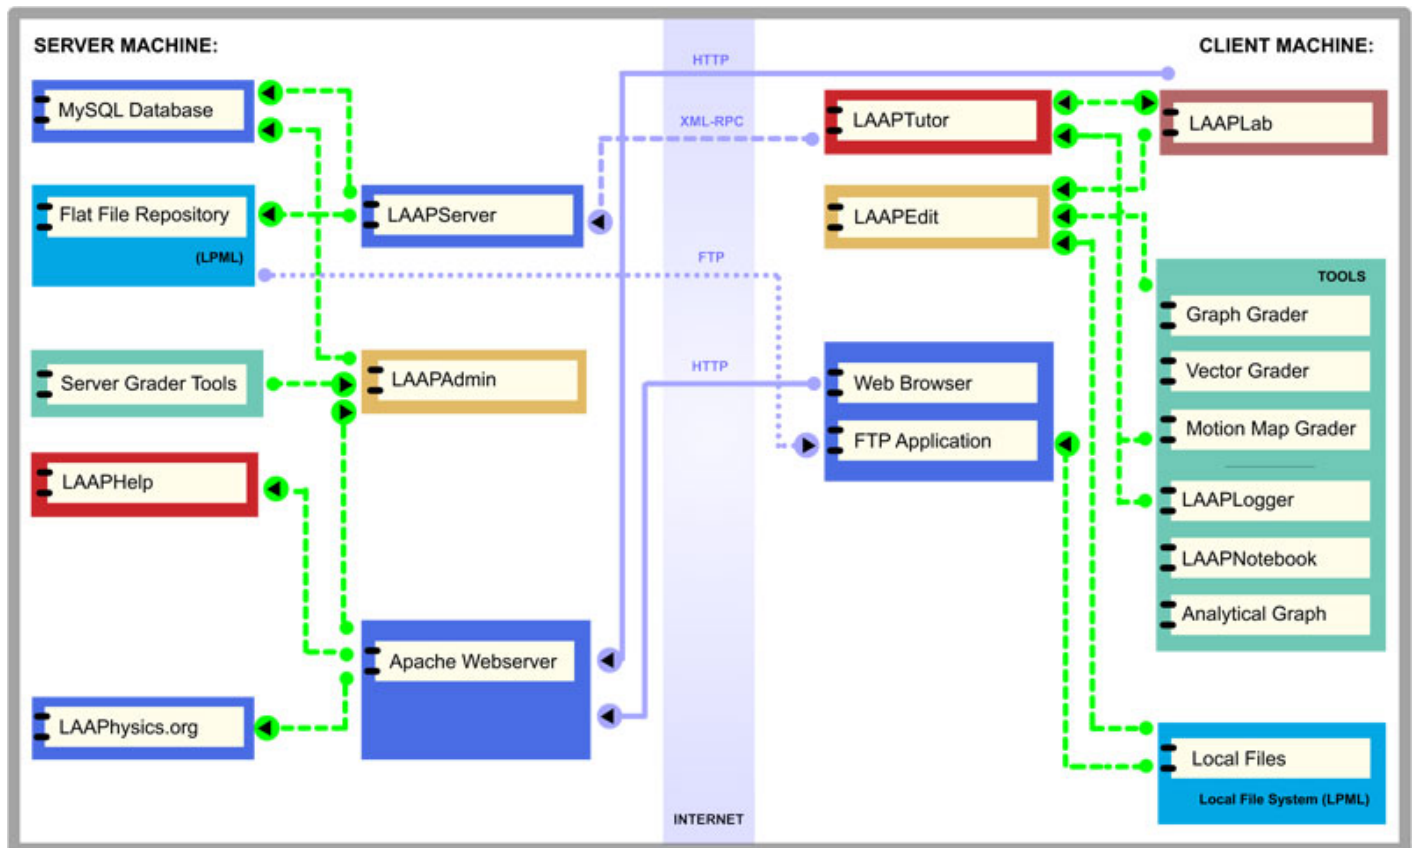 SERVER MACHINE:
CLIENT MACHINE:
HTTP
MySQL Database
LAAPTutor
LAAPLab
XML-RPC
Flat File Repository
(LPML)
LAAPServer
LAAPEdit
FTP
TOOLS
Graph Grader
Vector Grader
Motion Map Grader
LAAPLogger
LAAPNotebook
Analytical Graph
Server Grader Tools
LAAPAdmin
HTTP
Web Browser
FTP Application
LAAPHelp
Apache Webserver
LAAPhysics.org
Local Files
Local File System (LPML)
INTERNET